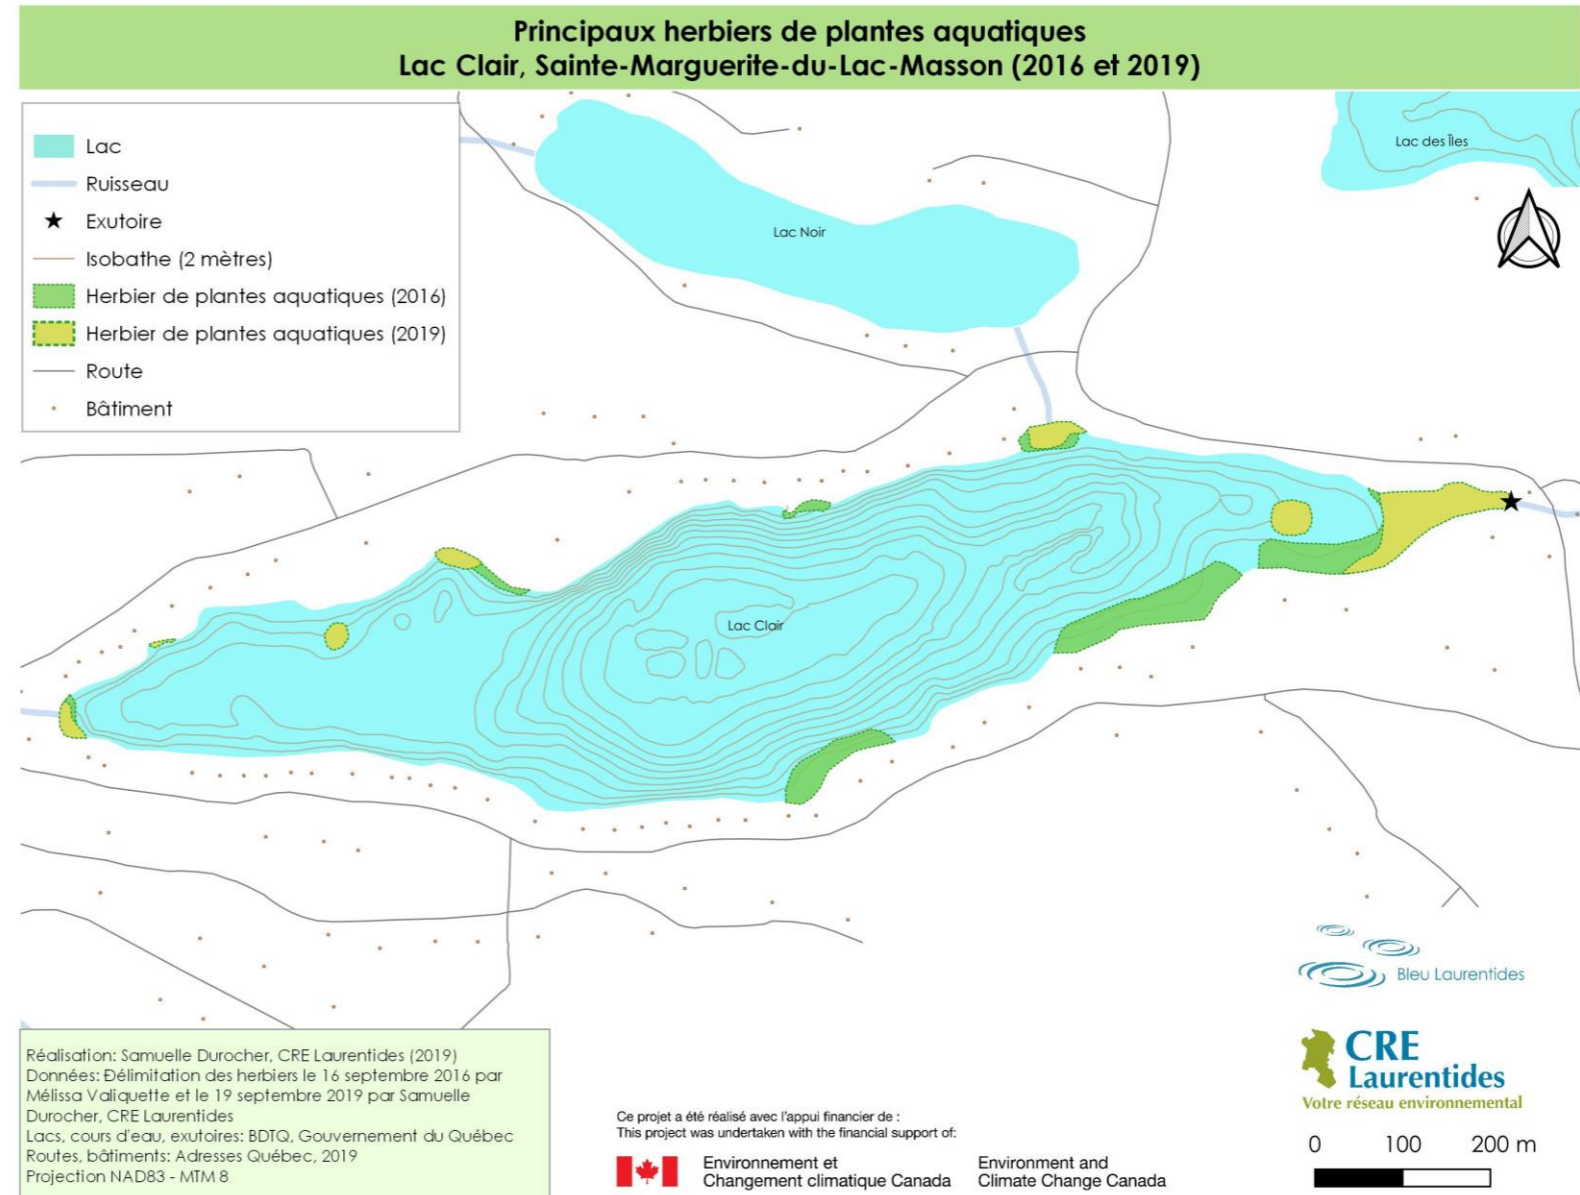 Principaux herbiers de plantes aquatiques
Lac Clair, Sainte-Marguerite-du-Lac-Masson (2016 et 2019)
Lac
Ruisseau
Exutoire
Isobathe (2 mètres)
Herbier de plantes aquatiques (2016)
Herbier de plantes aquatiques (2019)
Route
Bâtiment
Lac des Îles
Lac Noir
Lac Clair
Bleu Laurentides
CRE
Laurentides
Votre réseau environnemental
0 100 200 m
Réalisation: Samuelle Durocher, CRE Laurentides (2019)
Données: Délimitation des herbiers le 16 septembre 2016 par
Mélissa Valiquette et le 19 septembre 2019 par Samuelle
Durocher, CRE Laurentides
Lacs, cours d'eau, exutoires: BDTQ, Gouvernement du Québec
Routes, bâtiments: Adresses Québec, 2019
Projection NAD83 - MTM 8
Ce projet a été réalisé avec l'appui financier de :
This project was undertaken with the financial support of:
Environnement et
Changement climatique Canada
Environment and
Climate Change Canada